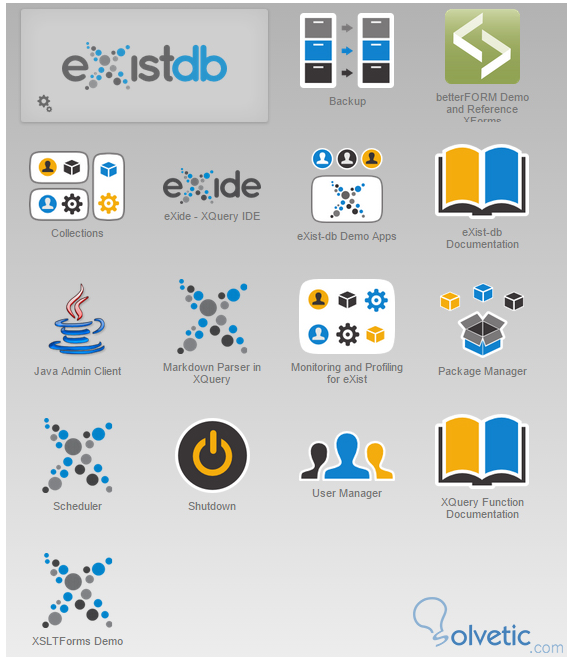 eXistdb
Backup
betterFORM Demo
and Reference
XForms
Collections
eXide
eXide - XQuery IDE
eXist-db Demo Apps
eXist-db
Documentation
Java Admin Client
Markdown Parser in
XQuery
Monitoring and Profiling
for eXist
Package Manager
Scheduler
Shutdown
User Manager
XQuery Function
Documentation
XSLTForms Demo
Solvetic.com